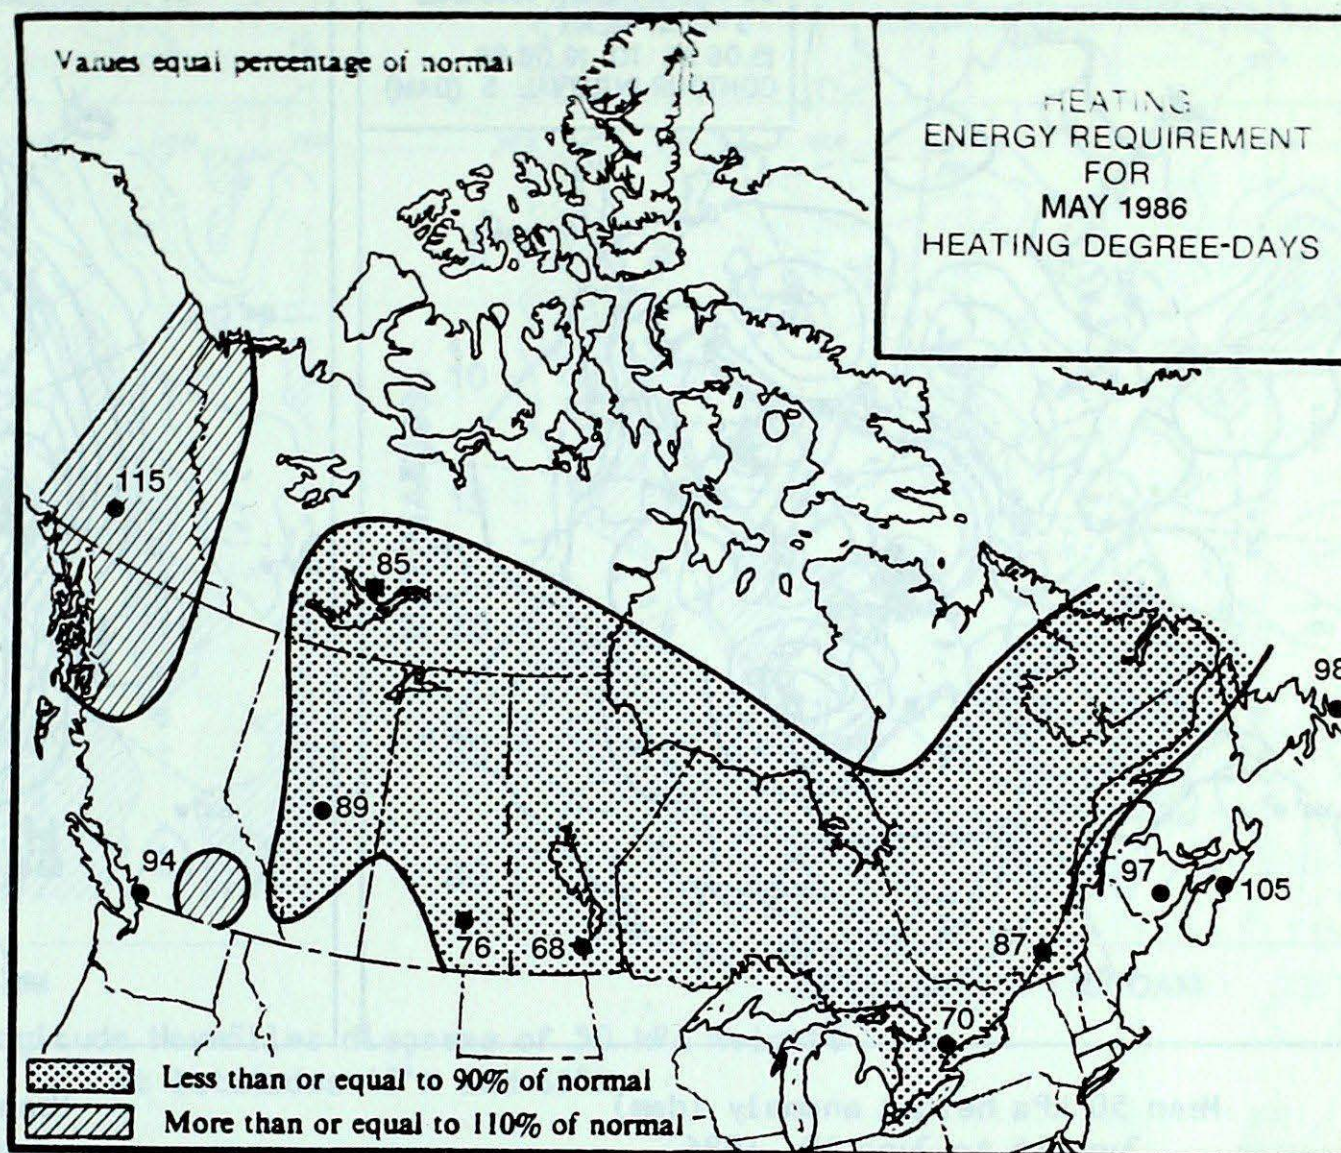 Values equal percentage of normal
HEATING
ENERGY REQUIREMENT
FOR
MAY 1986
HEATING DEGREE-DAYS
115
85
98
89
94
97
105
76
68
87
70
Less than or equal to 90% of normal
More than or equal to 110% of normal